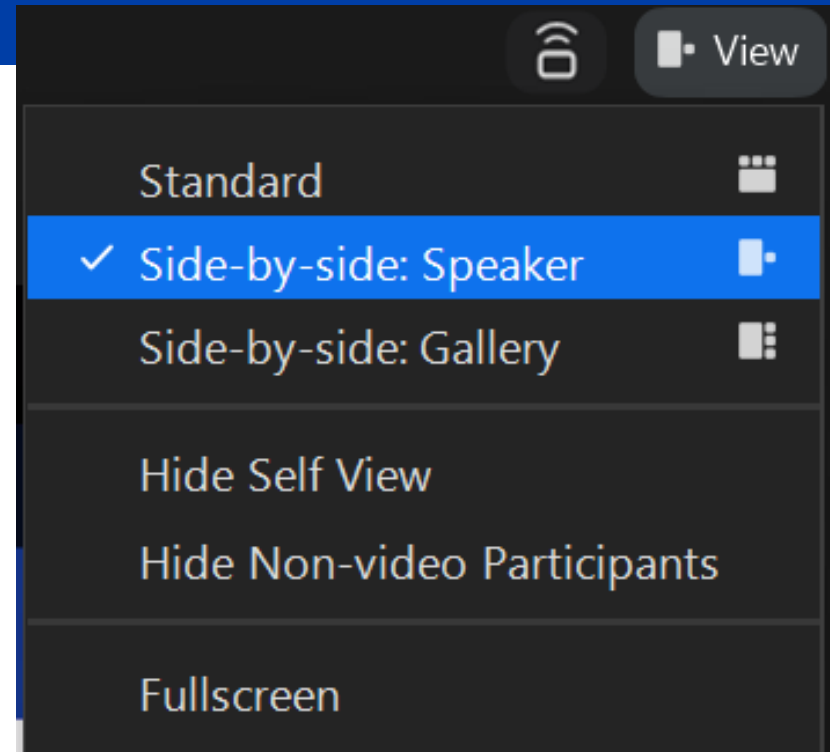 View
Standard
Side-by-side: Speaker
Side-by-side: Gallery
Hide Self View
Hide Non-video Participants
Fullscreen